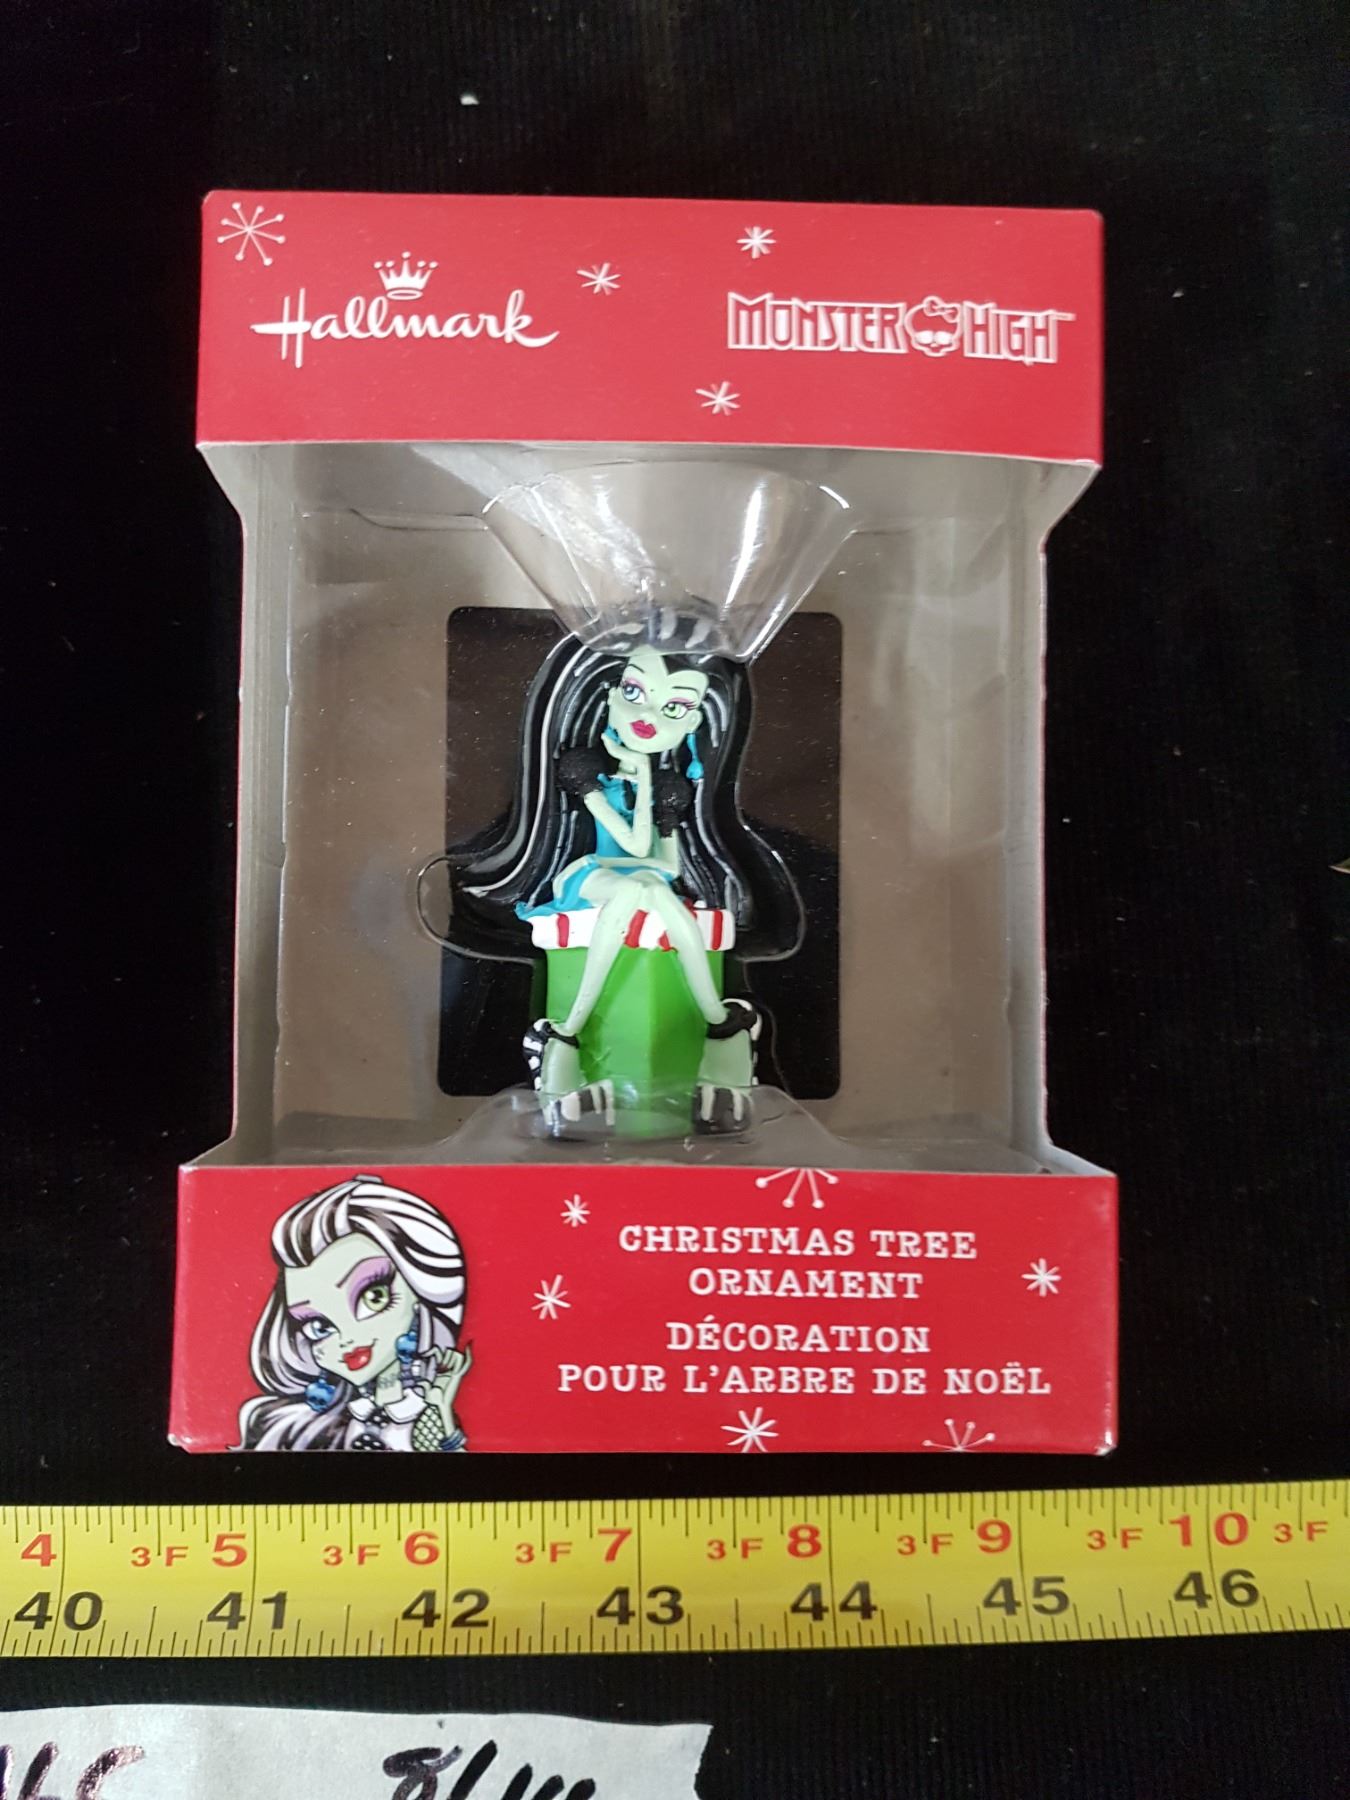 Hallmark
MONSTER HIGH™
CHRISTMAS TREE
ORNAMENT
DÉCORATION
POUR L'ARBRE DE NOËL
4 3F 5 3F 6 3F 7 3F 8 3F 9 3F 10 3F
40 41 42 43 44 45 46